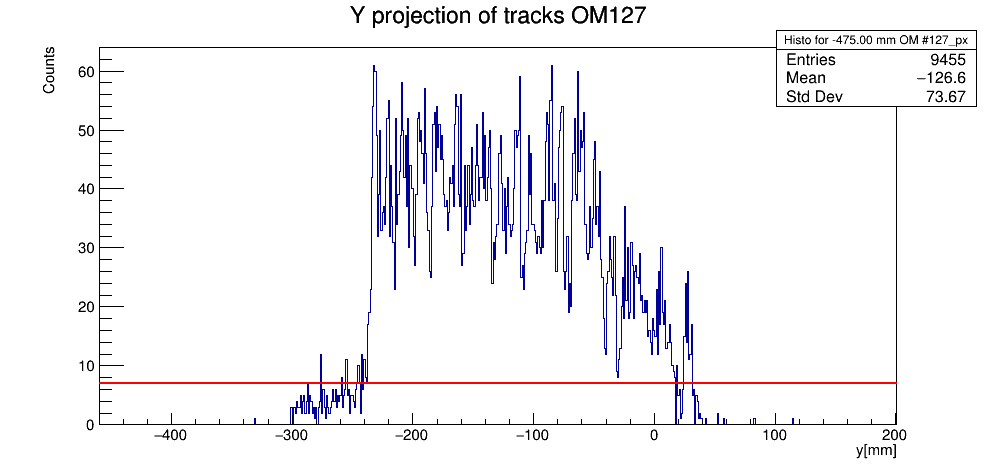 Y projection of tracks OM127
Histo for -475.00 mm OM #127_px
Entries 9455
Mean −126.6
Std Dev 73.67
Counts
60
50
40
30
20
10
0
−400 −300 −200 −100 0 100 200
y[mm]